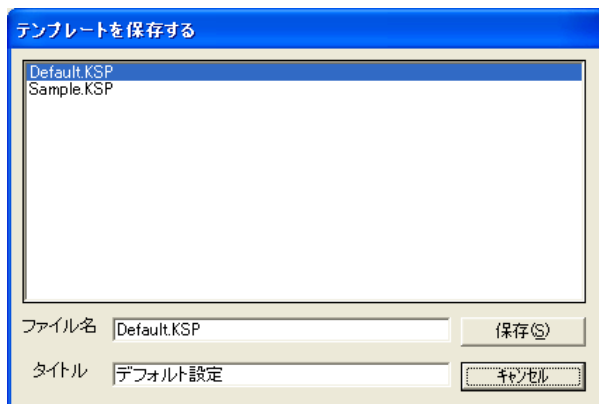 テンプレートを保存する
Default.KSP
Sample.KSP
ファイル名 Default.KSP 保存(S)
タイトル デフォルト設定 キャンセル